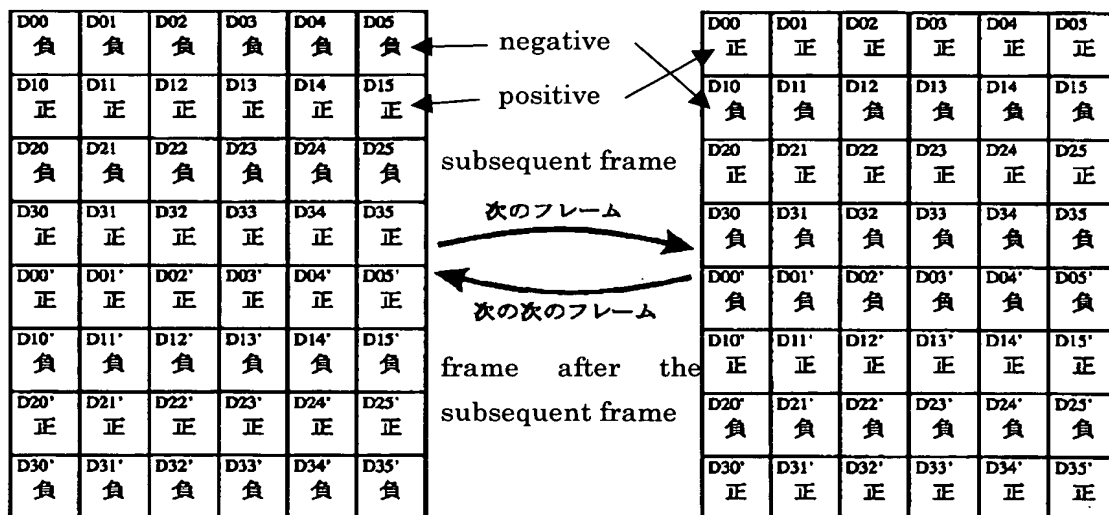 D00 D01 D02 D03 D04 D05
負 負 負 負 負 負
D10 D11 D12 D13 D14 D15
正 正 正 正 正 正
D20 D21 D22 D23 D24 D25
負 負 負 負 負 負
D30 D31 D32 D33 D34 D35
正 正 正 正 正 正
D00' D01' D02' D03' D04' D05'
正 正 正 正 正 正
D10' D11' D12' D13' D14' D15'
負 負 負 負 負 負
D20' D21' D22' D23' D24' D25'
正 正 正 正 正 正
D30' D31' D32' D33' D34' D35'
負 負 負 負 負 負
negative
positive
subsequent frame
次のフレーム
次の次のフレーム
frame after the
subsequent frame
D00 D01 D02 D03 D04 D05
正 正 正 正 正 正
D10 D11 D12 D13 D14 D15
負 負 負 負 負 負
D20 D21 D22 D23 D24 D25
正 正 正 正 正 正
D30 D31 D32 D33 D34 D35
負 負 負 負 負 負
D00' D01' D02' D03' D04' D05'
負 負 負 負 負 負
D10' D11' D12' D13' D14' D15'
正 正 正 正 正 正
D20' D21' D22' D23' D24' D25'
負 負 負 負 負 負
D30' D31' D32' D33' D34' D35'
正 正 正 正 正 正